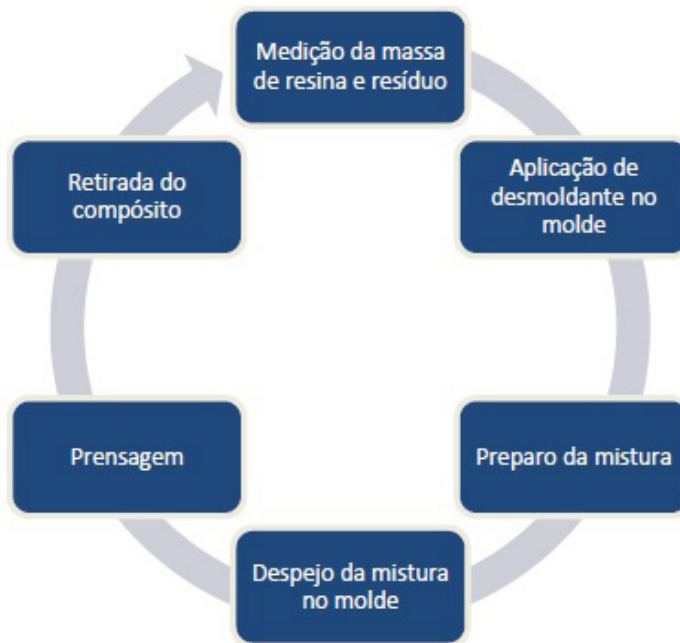 Medição da massa
de resina e resíduo
Aplicação de
desmoldante no
molde
Preparo da mistura
Despejo da mistura
no molde
Prensagem
Retirada do
compósito